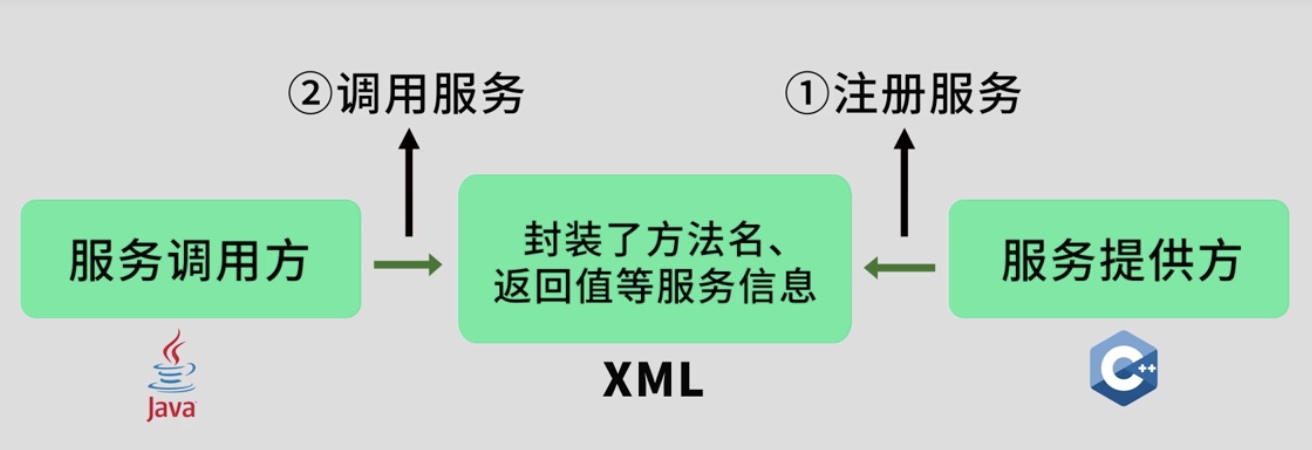 ②调用服务
①注册服务
服务调用方
封装了方法名、
返回值等服务信息
服务提供方
XML
Java
C++